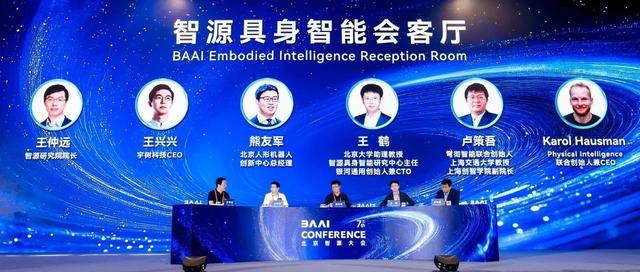 智源具身智能会客厅
BAAI Embodied Intelligence Reception Room
王仲远
智源研究院院长
王兴兴
宇树科技CEO
熊友军
北京人形机器人
创新中心总经理
王 鹤
北京大学助理教授
智源具身智能研究中心主任
银河通用创始人兼CTO
卢策吾
穹彻智能联合创始人
上海交通大学教授
上海创智学院副院长
Karol Hausman
Physical Intelligence
联合创始人兼CEO
BAAI
CONFERENCE
北京智源大会